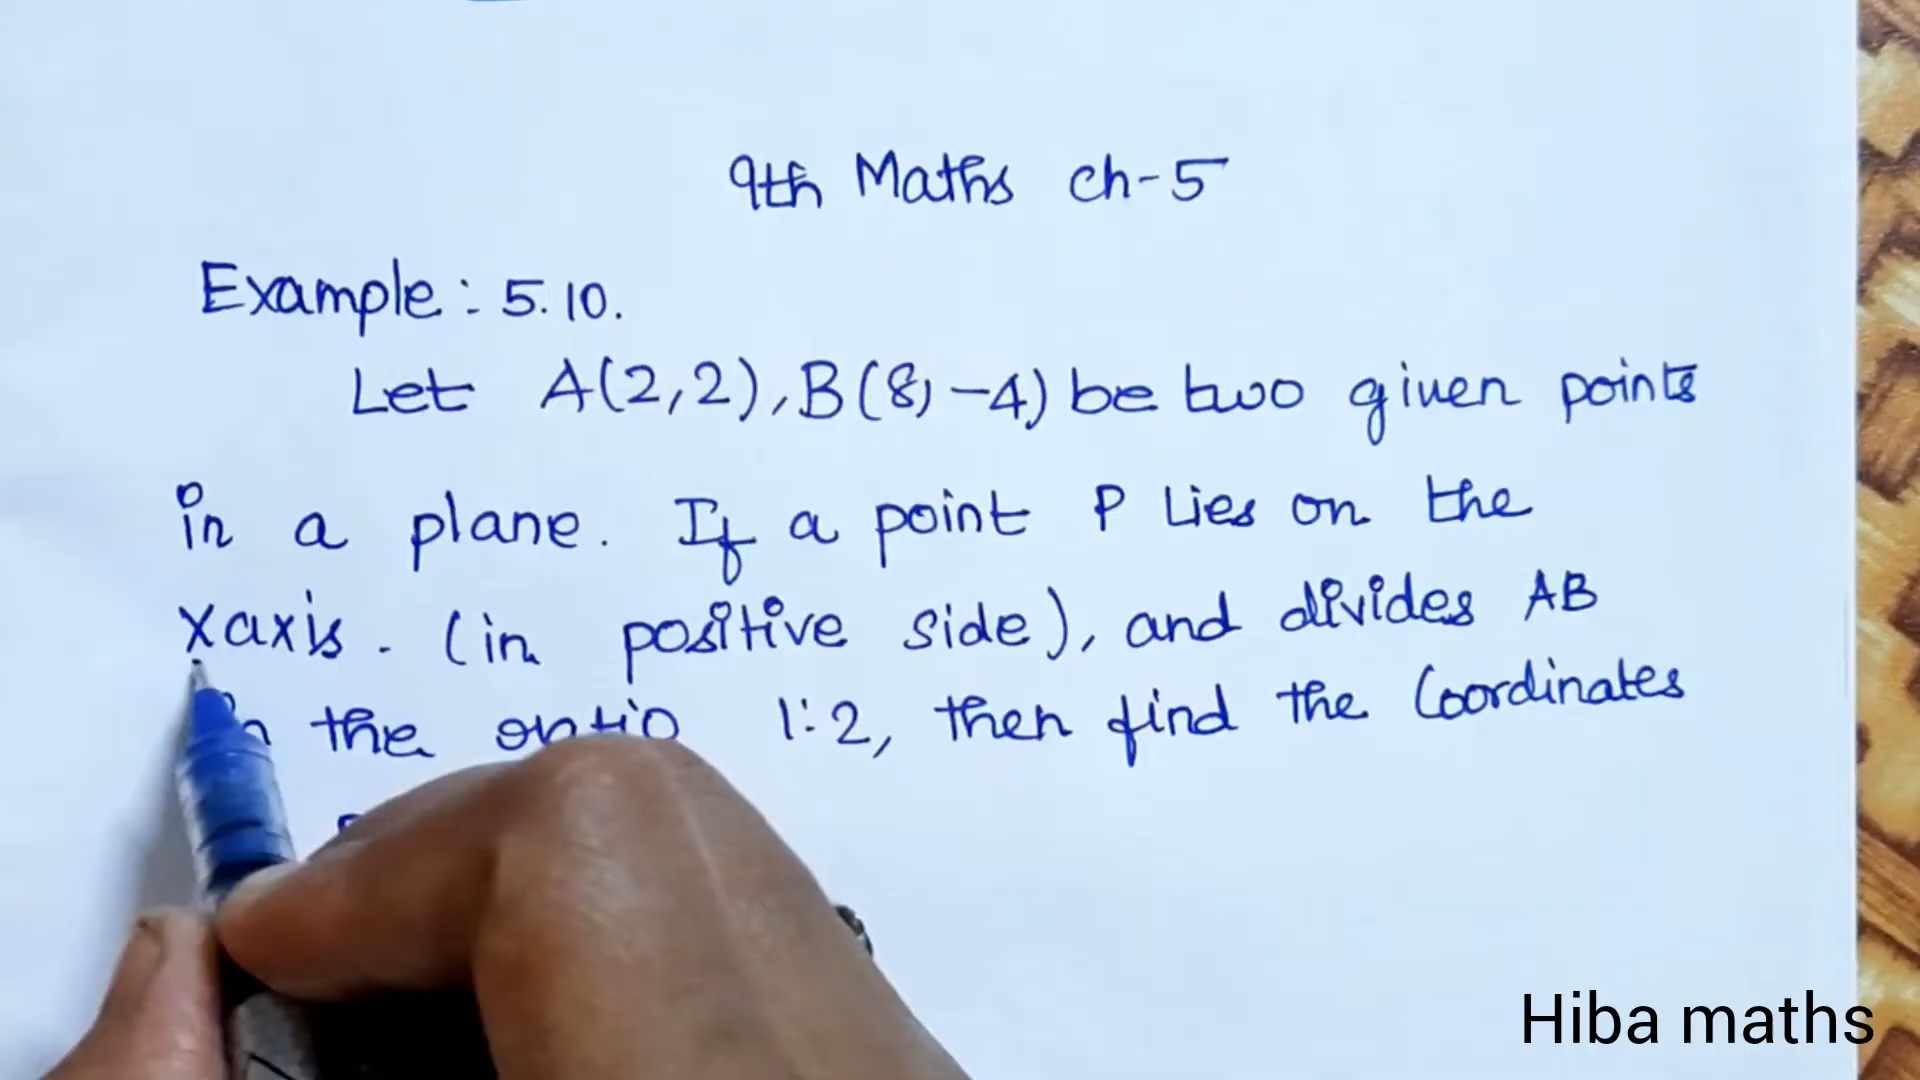 9th Maths ch-5
Example: 5.10.
Let A(2,2), B(8,-4) be two given points
in a plane. If a point P Lies on the
xaxis. (in positive side), and divides AB
the 1:2, then find the Coordinates
Hiba maths